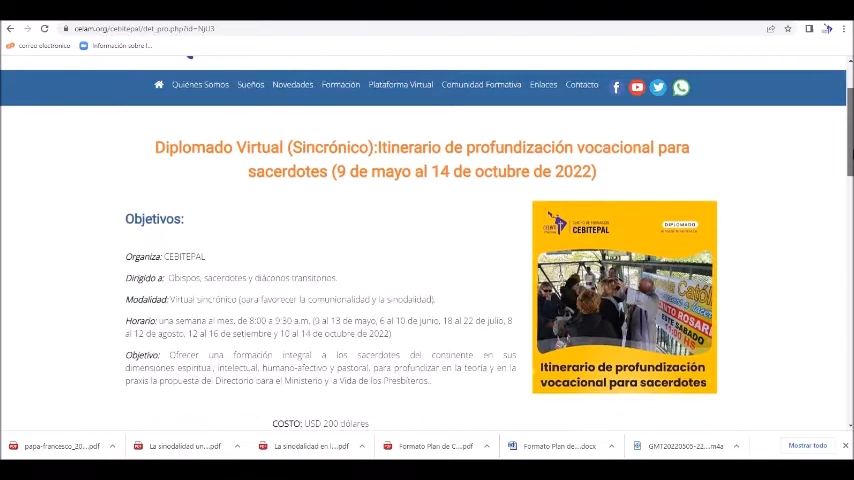 celam.org/cebitepal/det_pro.php?id=NjU3
correo electronico Información sobre l...
Quiénes Somos Sueños Novedades Formación Plataforma Virtual Comunidad Formativa Enlaces Contacto
Diplomado Virtual (Sincrónico):Itinerario de profundización vocacional para
sacerdotes (9 de mayo al 14 de octubre de 2022)
Objetivos:
Organiza: CEBITEPAL
Dirigido a: Obispos, sacerdotes y diáconos transitorios.
Modalidad: Virtual sincrónico (para favorecer la comunionalidad y la sinodalidad).
Horario: una semana al mes. de 8:00 a 9:30 a.m. (9 al 13 de mayo, 6 al 10 de junio, 18 al 22 de julio, 8
al 12 de agosto, 12 al 16 de setiembre y 10 al 14 de octubre de 2022)
Objetivo: Ofrecer una formación integral a los sacerdotes del continente en sus
dimensiones espiritual, intelectual, humano-afectivo y pastoral, para profundizar en la teoría y en la
praxis la propuesta del Directorio para el Ministerio y la Vida de los Presbíteros..
COSTO: USD 200 dólares
CELAM
CEBITEPAL
DIPLOMADO
ROSARI
ESTE SABADO
Itinerario de profundización
vocacional para sacerdotes
papa-francesco_20....pdf
La sinodalidad un....pdf
La sinodalidad en l....pdf
Formato Plan de C....pdf
Formato Plan de....docx
GMT20220505-22....m4a
Mostrar todo